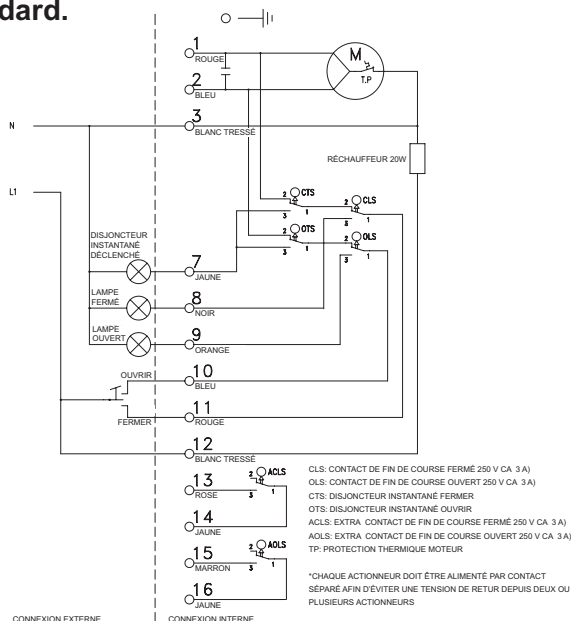 dard.
1
ROUGE
M
T.P
2
BLEU
N
3
BLANC TRESSÉ
RÉCHAUFFEUR 20W
L1
2 CTS
3 1
2 CLS
3 1
2 OTS
3 1
2 OLS
3 1
DISJONCTEUR
INSTANTANÉ
DÉCLENCHÉ
7
JAUNE
LAMPE
FERMÉ
8
NOIR
LAMPE
OUVERT
9
ORANGE
OUVRIR
10
BLEU
FERMER
11
ROUGE
12
BLANC TRESSÉ
13
ROSE
2 ACLS
3 1
14
JAUNE
15
MARRON
2 AOLS
3 1
16
JAUNE
CLS: CONTACT DE FIN DE COURSE FERMÉ 250 V CA 3 A)
OLS: CONTACT DE FIN DE COURSE OUVERT 250 V CA 3 A)
CTS: DISJONCTEUR INSTANTANÉ FERMER
OTS: DISJONCTEUR INSTANTANÉ OUVRIR
ACLS: EXTRA CONTACT DE FIN DE COURSE FERMÉ 250 V CA 3 A)
AOLS: EXTRA CONTACT DE FIN DE COURSE OUVERT 250 V CA 3 A)
TP: PROTECTION THERMIQUE MOTEUR
*CHAQUE ACTIONNEUR DOIT ÊTRE ALIMENTÉ PAR CONTACT
SÉPARÉ AFIN D'ÉVITER UNE TENSION DE RETUR DEPUIS DEUX OU
PLUSIEURS ACTIONNEURS
CONNEXION EXTERNE
CONNEXION INTERNE